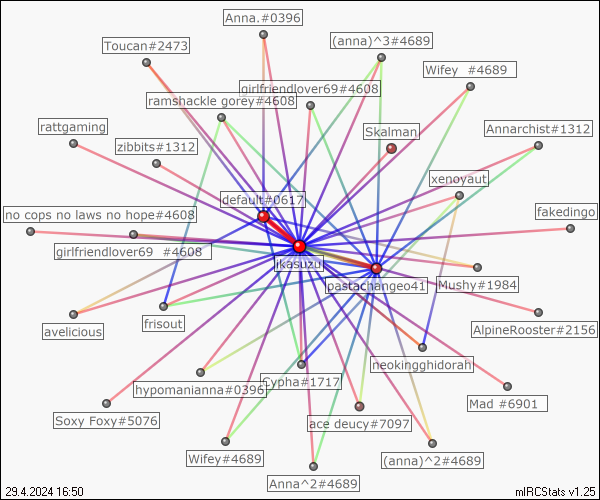 Anna.#0396
(anna)^3#4689
Toucan#2473
Wifey  #4689
girlfriendlover69#4608
ramshackle gorey#4608
rattgaming
Skalman
Annarchist#1312
zibbits#1312
xenoyaut
default#0617
no cops no laws no hope#4608
fakedingo
girlfriendlover69  #4608
ikasuzu
pastachangeo41
Mushy#1984
avelicious
frisout
AlpineRooster#2156
neokingghidorah
hypomanianna#0396
Cypha#1717
Mad #6901
Soxy Foxy#5076
ace deucy#7097
Wifey#4689
(anna)^2#4689
Anna^2#4689
29.4.2024 16:50
mIRCStats v1.25